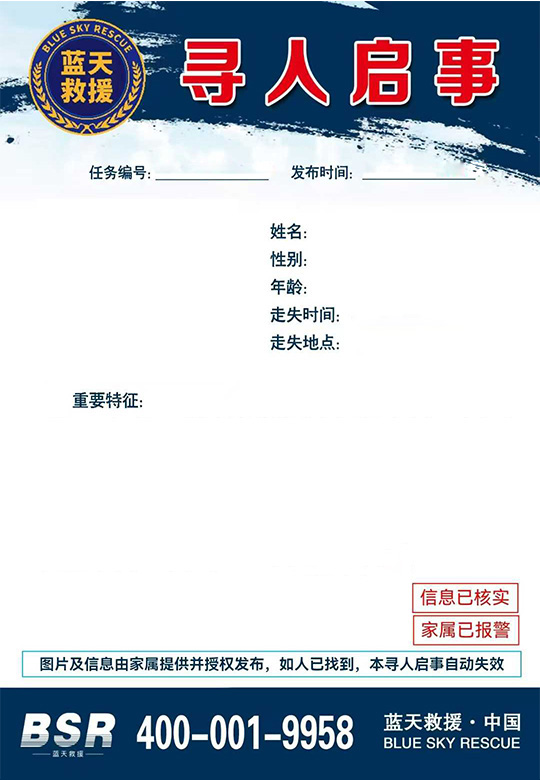 BLUE SKY RESCUE
蓝天
救援
寻人启事
任务编号: 发布时间:
姓名:
性别:
年龄:
走失时间:
走失地点:
重要特征:
信息已核实
家属已报警
图片及信息由家属提供并授权发布，如人已找到，本寻人启事自动失效
BSR
蓝天救援
400-001-9958
蓝天救援·中国
BLUE SKY RESCUE